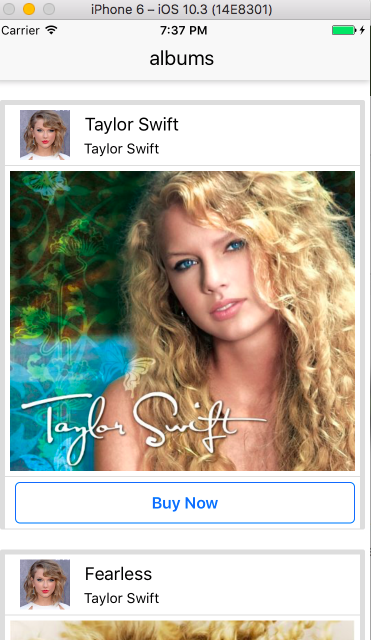 iPhone 6 – iOS 10.3 (14E8301)
Carrier 7:37 PM
albums
Taylor Swift
Taylor Swift
Taylor Swift
Buy Now
Fearless
Taylor Swift